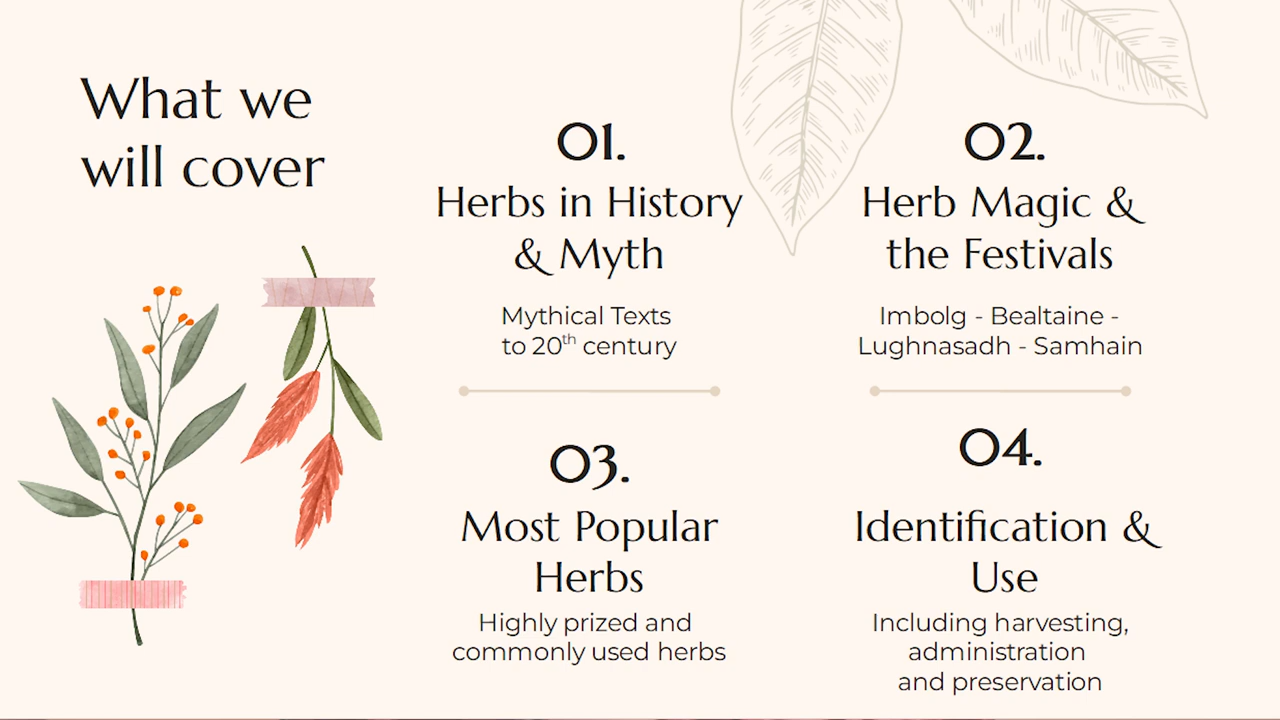 What we
will cover
01.
Herbs in History
& Myth
Mythical Texts
to 20th century
02.
Herb Magic &
the Festivals
Imbolg - Bealtaine -
Lughnasadh - Samhain
03.
Most Popular
Herbs
Highly prized and
commonly used herbs
04.
Identification &
Use
Including harvesting,
administration
and preservation